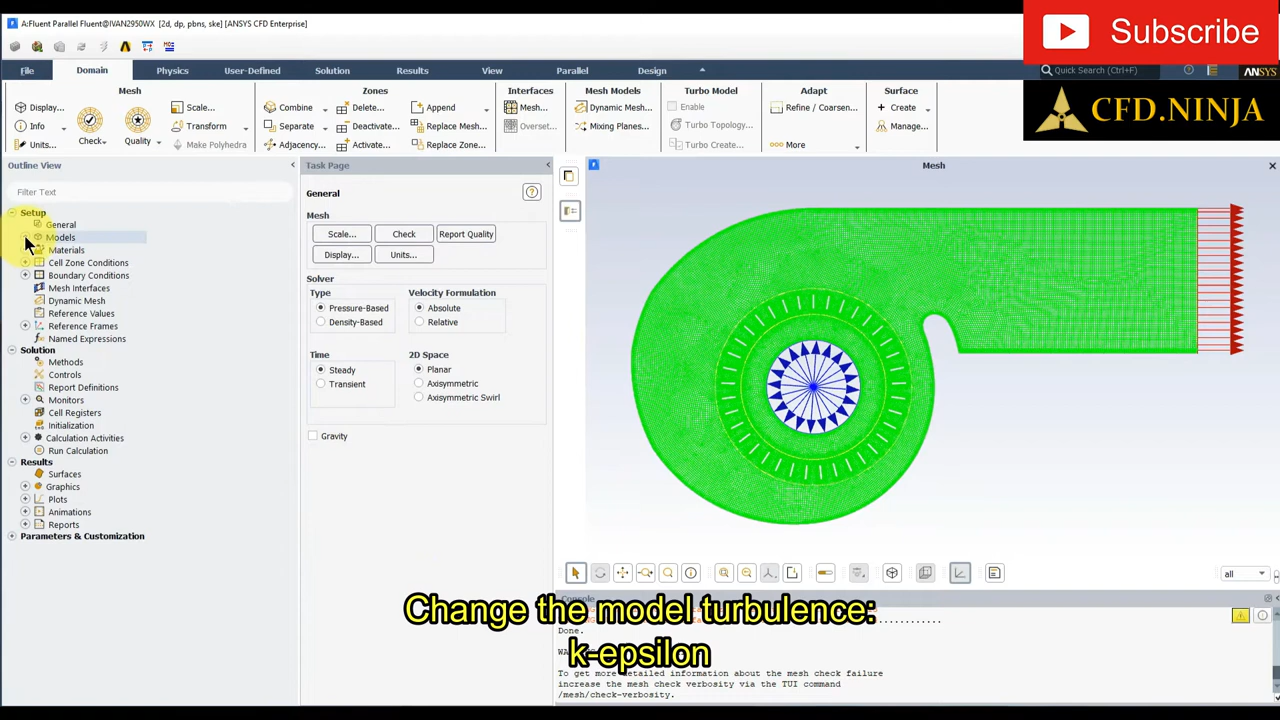 A:Fluent Parallel Fluent@IVAN2950WX [2d, dp, pbns, ske] [ANSYS CFD Enterprise]
Subscribe
File Domain Physics User-Defined Solution Results View Parallel Design
Quick Search (Ctrl+F)
ANSYS
CFD.NINJA
Mesh
Display...
Info
Units...
Check
Quality
Scale...
Transform
Make Polyhedra
Zones
Combine
Separate
Adjacency...
Delete...
Deactivate...
Activate...
Append
Replace Mesh...
Replace Zone...
Interfaces
Mesh...
Overset...
Mesh Models
Dynamic Mesh...
Mixing Planes...
Turbo Model
Enable
Turbo Topology...
Turbo Create...
Adapt
Refine / Coarsen...
More
Surface
Create
Manage...
Outline View
Filter Text
Setup
General
Models
Materials
Cell Zone Conditions
Boundary Conditions
Mesh Interfaces
Dynamic Mesh
Reference Values
Reference Frames
Named Expressions
Solution
Methods
Controls
Report Definitions
Monitors
Cell Registers
Initialization
Calculation Activities
Run Calculation
Results
Surfaces
Graphics
Plots
Animations
Reports
Parameters & Customization
Task Page
General
Mesh
Scale... Check Report Quality
Display... Units...
Solver
Type
Pressure-Based
Density-Based
Velocity Formulation
Absolute
Relative
Time
Steady
Transient
2D Space
Planar
Axisymmetric
Axisymmetric Swirl
Gravity
Mesh
all
Console
Done.
To get more detailed information about the mesh check failure
increase the mesh check verbosity via the TUI command
/mesh/check-verbosity.
Change the model turbulence:
k-epsilon